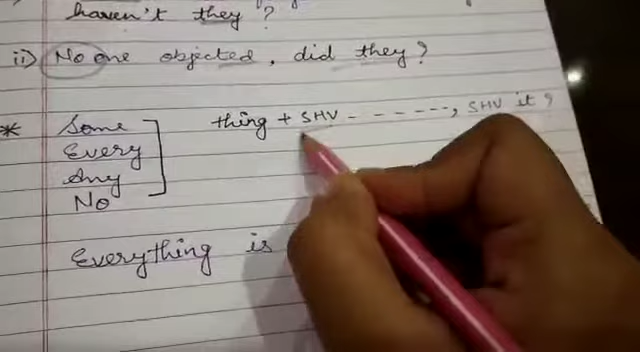 haven't they?
ii) No one objected, did they?
* Some
Every
Any
No
thing + SHV - - - - - - -, SHV it?
Everything is